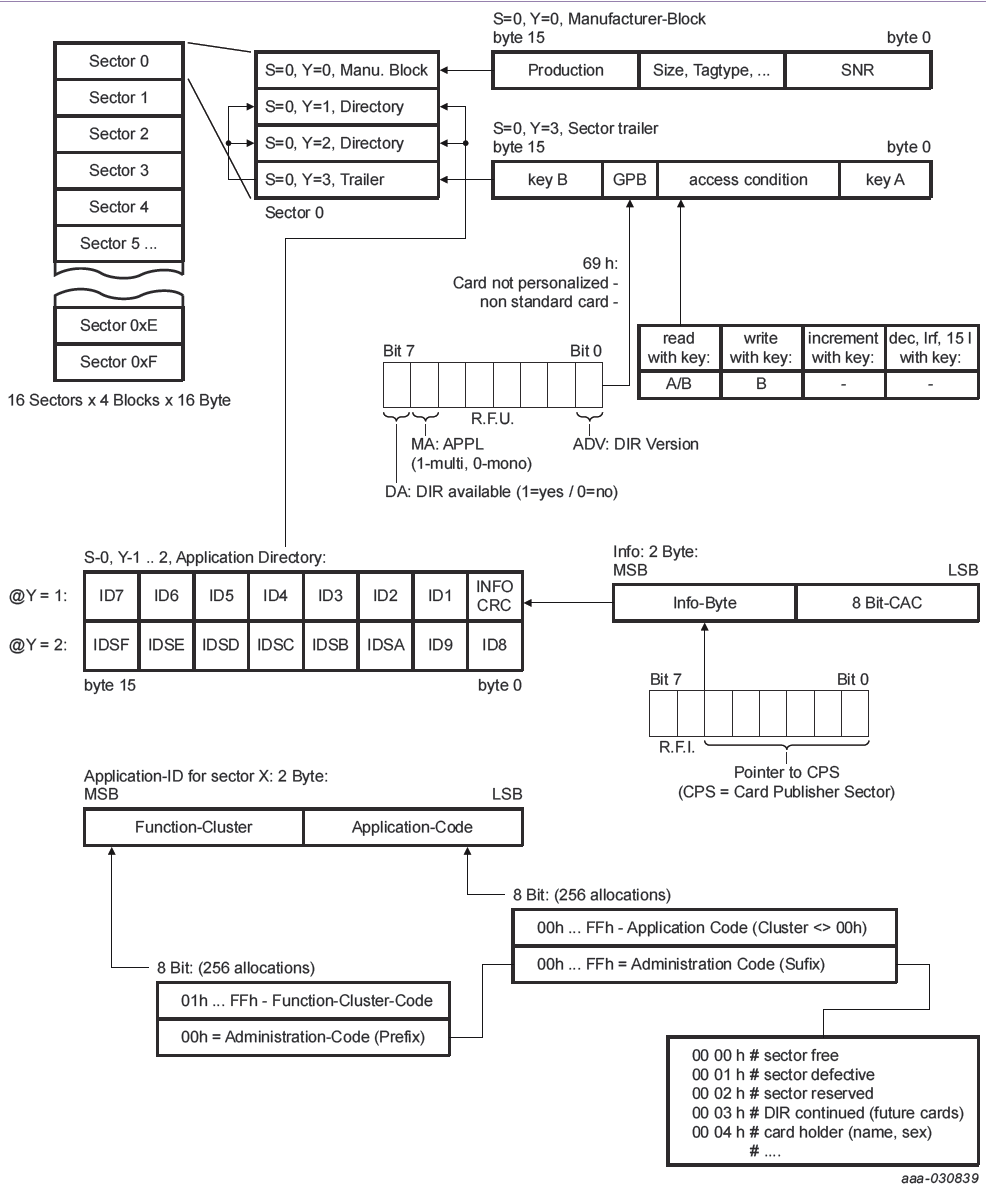 S=0, Y=0, Manufacturer-Block
byte 15
byte 0
Production
Size, Tagtype, ...
SNR
Sector 0
Sector 1
Sector 2
Sector 3
Sector 4
Sector 5 ...
Sector 0xE
Sector 0xF
16 Sectors x 4 Blocks x 16 Byte
S=0, Y=0, Manu. Block
S=0, Y=1, Directory
S=0, Y=2, Directory
S=0, Y=3, Trailer
Sector 0
S=0, Y=3, Sector trailer
byte 15
byte 0
key B
GPB
access condition
key A
69 h:
Card not personalized -
non standard card -
read
with key:
write
with key:
increment
with key:
dec, lrf, 15 l
with key:
A/B
B
-
-
Bit 7
Bit 0
R.F.U.
MA: APPL
(1-multi, 0-mono)
ADV: DIR Version
DA: DIR available (1=yes / 0=no)
S-0, Y-1 .. 2, Application Directory:
@Y = 1:
ID7
ID6
ID5
ID4
ID3
ID2
ID1
INFO
CRC
@Y = 2:
IDSF
IDSE
IDSD
IDSC
IDSB
IDSA
ID9
ID8
byte 15
byte 0
Info: 2 Byte:
MSB
LSB
Info-Byte
8 Bit-CAC
Bit 7
Bit 0
R.F.I.
Pointer to CPS
(CPS = Card Publisher Sector)
Application-ID for sector X: 2 Byte:
MSB
LSB
Function-Cluster
Application-Code
8 Bit: (256 allocations)
00h ... FFh - Application Code (Cluster <> 00h)
00h ... FFh = Administration Code (Sufix)
8 Bit: (256 allocations)
01h ... FFh - Function-Cluster-Code
00h = Administration-Code (Prefix)
00 00 h # sector free
00 01 h # sector defective
00 02 h # sector reserved
00 03 h # DIR continued (future cards)
00 04 h # card holder (name, sex)
# ....
aaa-030839